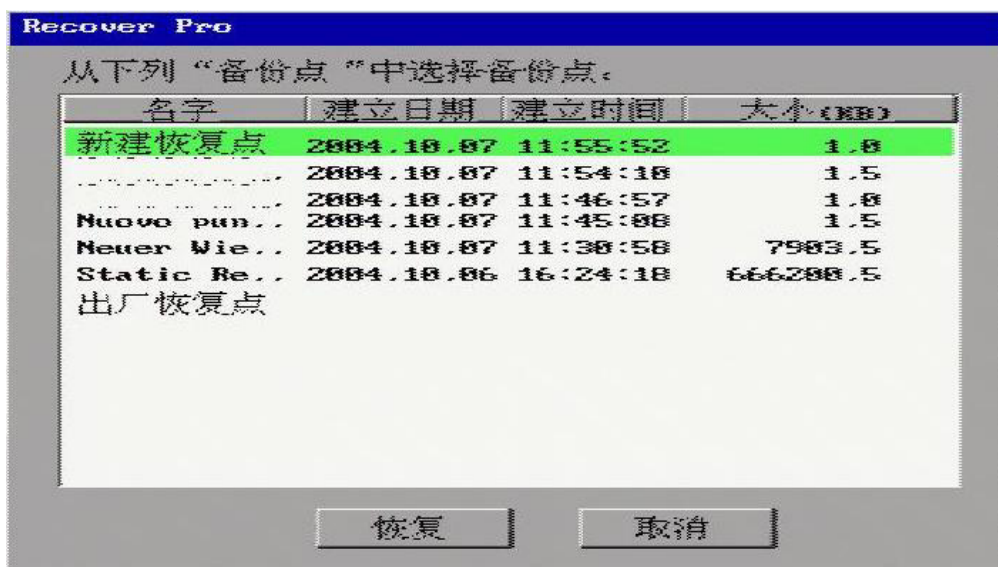 Recover Pro
从下列“备份点”中选择备份点。
名字 建立日期 建立时间 大小(KB)
新建恢复点 2004.10.07 11:55:52 1.0
2004.10.07 11:54:10 1.5
2004.10.07 11:46:57 1.0
Nuovo pun.. 2004.10.07 11:45:08 1.5
Neuer Wie.. 2004.10.07 11:30:58 7903.5
Static Re.. 2004.10.06 16:24:18 666200.5
出厂恢复点
恢复 取消